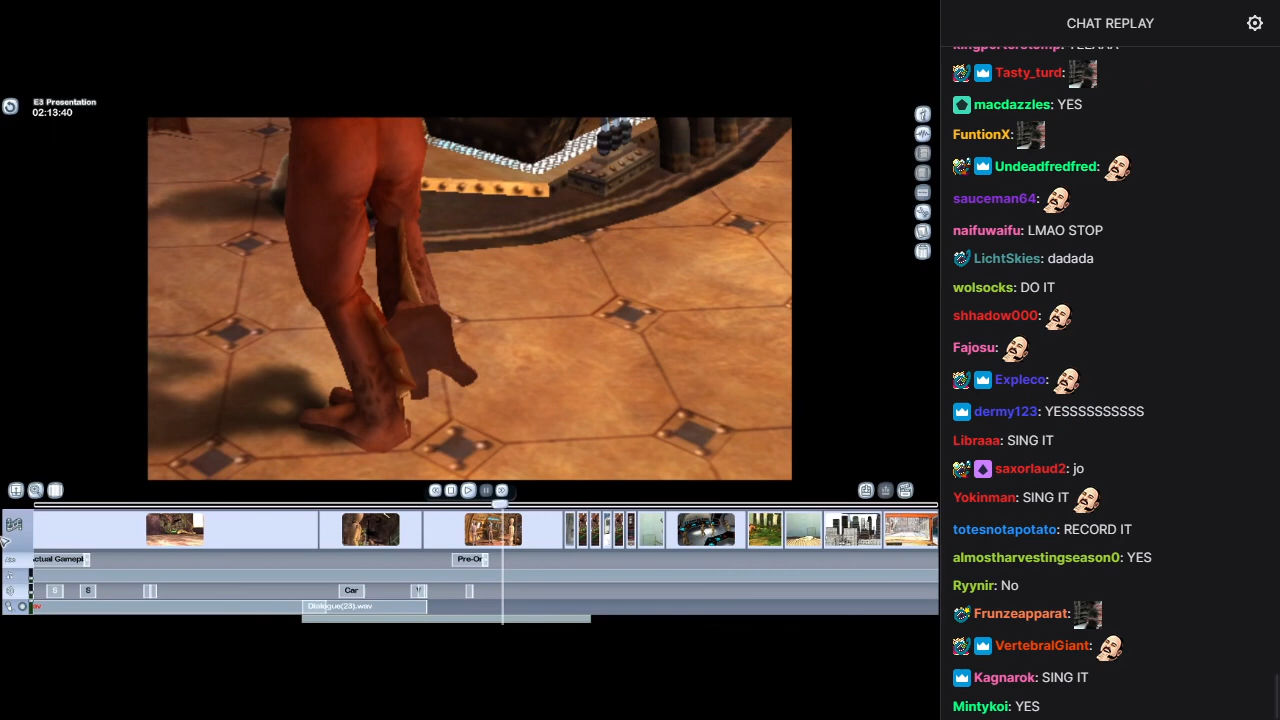 E3 Presentation
02:13:40
Pre-Or
S
S
Car
Dialogue(23).wav
CHAT REPLAY
Tasty_turd:
macdazzles: YES
FuntionX:
Undeadfredfred:
sauceman64:
naifuwaifu: LMAO STOP
LichtSkies: dadada
wolsocks: DO IT
shhadow000:
Fajosu:
Expleco:
dermy123: YESSSSSSSSSS
Libraaa: SING IT
saxorlaud2: jo
Yokinman: SING IT
totesnotapotato: RECORD IT
almostharvestingseason0: YES
Ryynir: No
Frunzeapparat:
VertebralGiant:
Kagnarok: SING IT
Mintykoi: YES